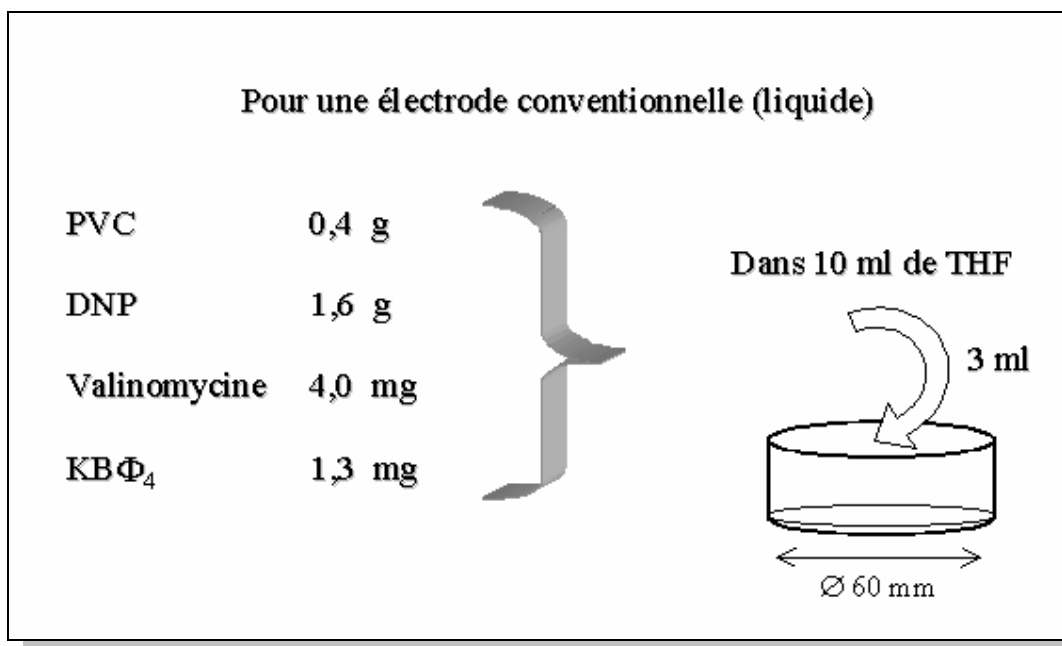 Pour une électrode conventionnelle (liquide)
PVC 0,4 g
DNP 1,6 g
Valinomycine 4,0 mg
KBΦ₄ 1,3 mg
Dans 10 ml de THF
3 ml
∅ 60 mm